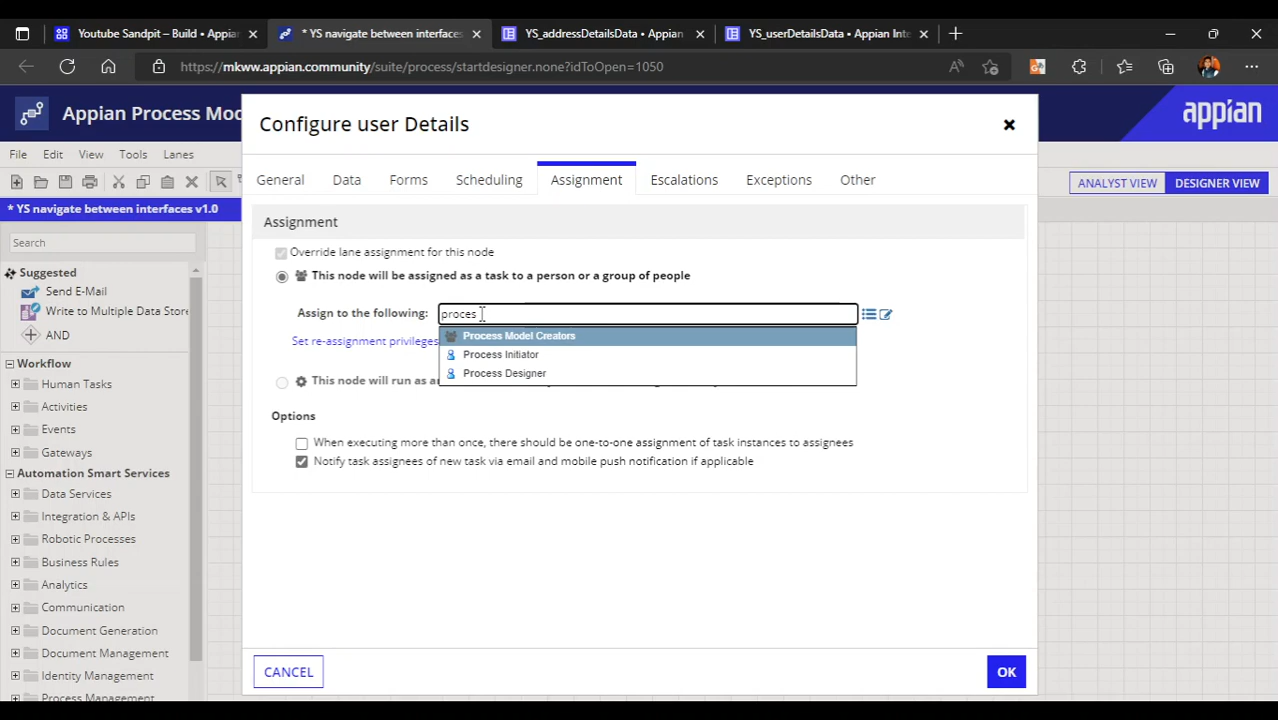 Youtube Sandpit – Build • Appian
* YS navigate between interfaces
YS_addressDetailsData • Appian
YS_userDetailsData • Appian Inte
https://mkww.appian.community/suite/process/startdesigner.none?idToOpen=1050
Appian Process Mod
appian
Configure user Details
File Edit View Tools Lanes
General Data Forms Scheduling Assignment Escalations Exceptions Other
ANALYST VIEW DESIGNER VIEW
* YS navigate between interfaces v1.0
Assignment
Search
Override lane assignment for this node
Suggested
This node will be assigned as a task to a person or a group of people
Send E-Mail
Write to Multiple Data Store
Assign to the following: proces
AND
Process Model Creators
Set re-assignment privileges
Process Initiator
Workflow
Process Designer
Human Tasks
This node will run as an
Activities
Options
Events
When executing more than once, there should be one-to-one assignment of task instances to assignees
Gateways
Notify task assignees of new task via email and mobile push notification if applicable
Automation Smart Services
Data Services
Integration & APIs
Robotic Processes
Business Rules
Analytics
Communication
Document Generation
Document Management
Identity Management
Process Management
CANCEL OK